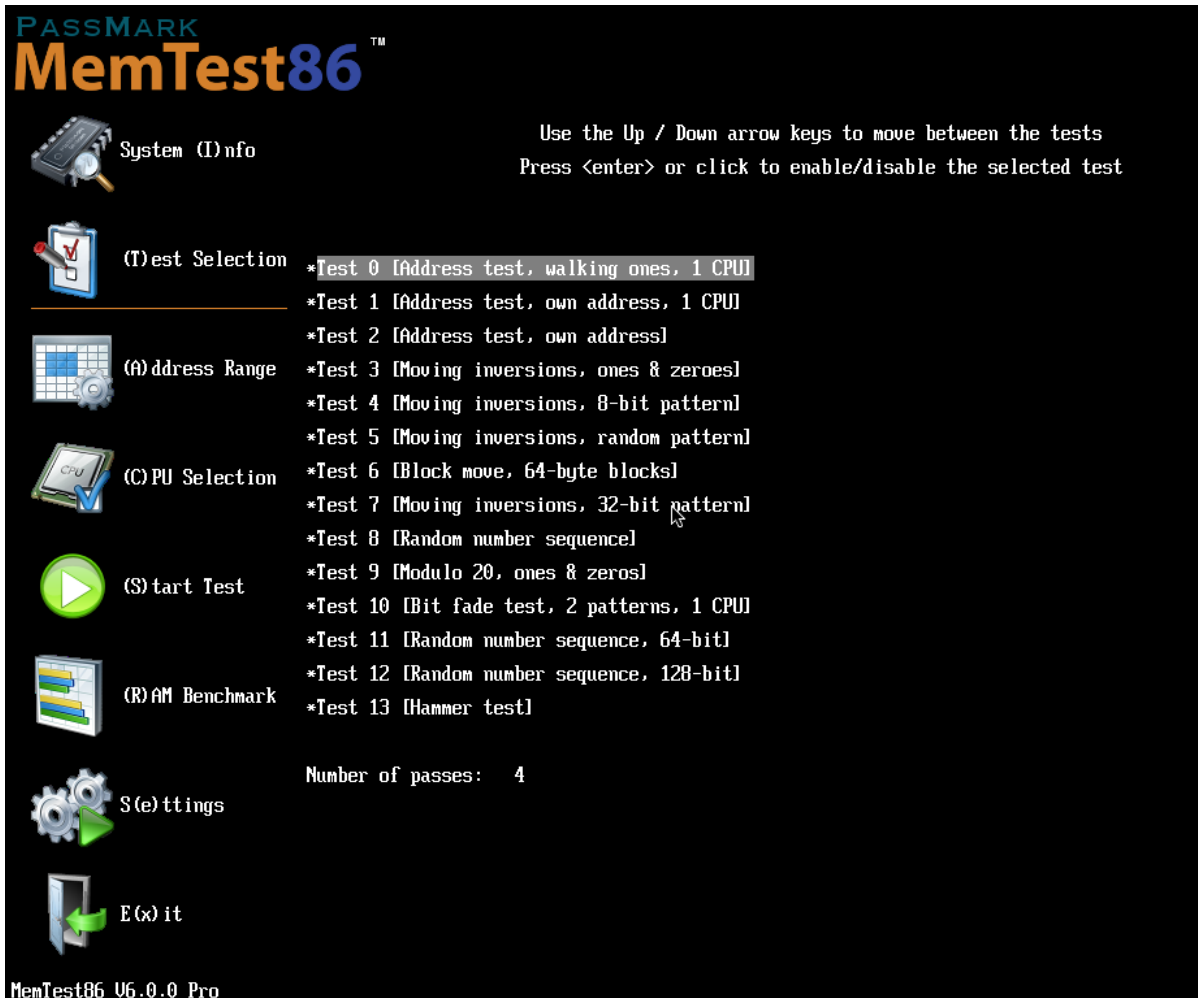 PASSMARK
MemTest86™
System (I)nfo
Use the Up / Down arrow keys to move between the tests
Press <enter> or click to enable/disable the selected test
(T)est Selection
*Test 0 [Address test, walking ones, 1 CPU]
*Test 1 [Address test, own address, 1 CPU]
*Test 2 [Address test, own address]
(A)ddress Range
*Test 3 [Moving inversions, ones & zeroes]
*Test 4 [Moving inversions, 8-bit pattern]
*Test 5 [Moving inversions, random pattern]
CPU
(C)PU Selection
*Test 6 [Block move, 64-byte blocks]
*Test 7 [Moving inversions, 32-bit pattern]
*Test 8 [Random number sequence]
*Test 9 [Modulo 20, ones & zeros]
(S)tart Test
*Test 10 [Bit fade test, 2 patterns, 1 CPU]
*Test 11 [Random number sequence, 64-bit]
*Test 12 [Random number sequence, 128-bit]
(R)AM Benchmark
*Test 13 [Hammer test]
Number of passes: 4
S(e)ttings
E(x)it
MemTest86 V6.0.0 Pro